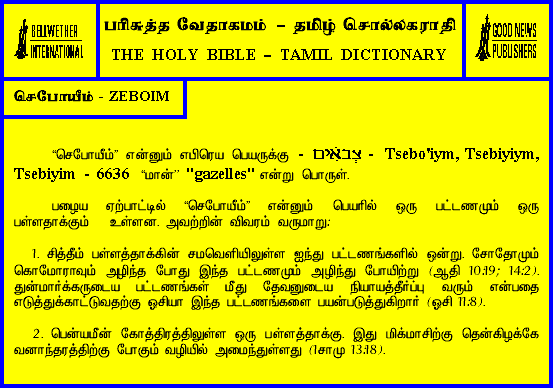 BELLWETHER
INTERNATIONAL
பரிசுத்த வேதாகமம் – தமிழ் சொல்லகராதி
THE HOLY BIBLE – TAMIL DICTIONARY
GOOD NEWS
PUBLISHERS
செபோயீம் - ZEBOIM
“செபோயீம்” என்னும் எபிரெய பெயருக்கு - צְבֹאִים - Tsebo'iym, Tsebiyiym,
Tsebiyim - 6636 “மான்” "gazelles" என்று பொருள்.
பழைய ஏற்பாட்டில் “செபோயீம்” என்னும் பெயரில் ஒரு பட்டணமும் ஒரு
பள்ளதாக்கும் உள்ளன. அவற்றின் விவரம் வருமாறு:
1. சித்தீம் பள்ளத்தாக்கின் சமவெளியிலுள்ள ஐந்து பட்டணங்களில் ஒன்று. சோதோமும்
கொமோராவும் அழிந்த போது இந்த பட்டணமும் அழிந்து போயிற்று (ஆதி 10:19; 14:2).
துன்மார்க்கருடைய பட்டணங்கள் மீது தேவனுடைய நியாயத்தீர்ப்பு வரும் என்பதை
எடுத்துக்காட்டுவதற்கு ஓசியா இந்த பட்டணங்களை பயன்படுத்துகிறார் (ஓசி 11:8).
2. பென்யமீன் கோத்திரத்திலுள்ள ஒரு பள்ளத்தாக்கு. இது மிக்மாசிற்கு தென்கிழக்கே
வனாந்தரத்திற்கு போகும் வழியில் அமைந்துள்ளது (1சாமு 13:18).